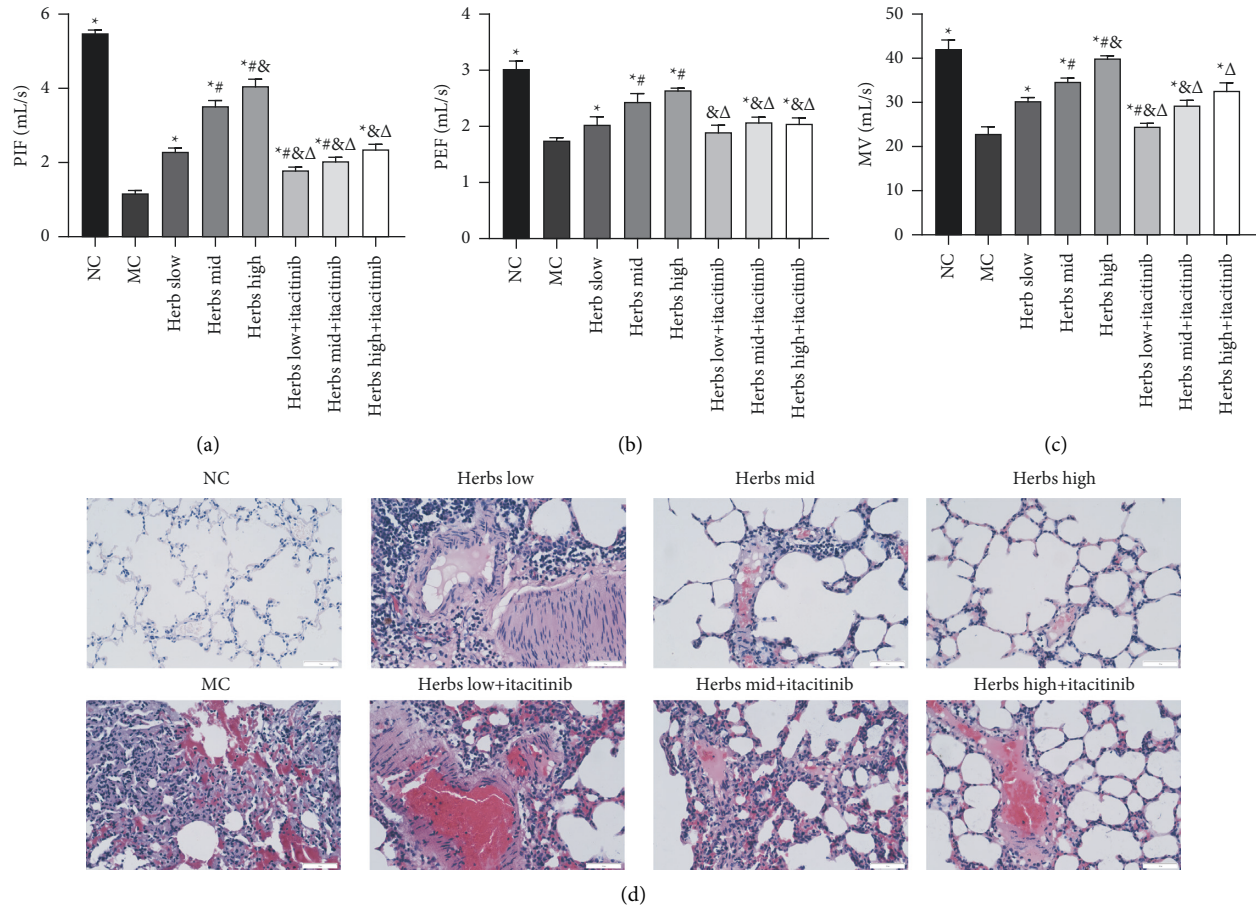 PIF (mL/s)
6
4
2
0
*
*
*#
*#&
*#&Δ
*#&Δ
*&Δ
NC
MC
Herb slow
Herbs mid
Herbs high
Herbs low+itacitinib
Herbs mid+itacitinib
Herbs high+itacitinib
(a)
PEF (mL/s)
4
3
2
1
0
*
*
*#
*#
&Δ
*&Δ
*&Δ
NC
MC
Herb slow
Herbs mid
Herbs high
Herbs low+itacitinib
Herbs mid+itacitinib
Herbs high+itacitinib
(b)
MV (mL/s)
50
40
30
20
10
0
*
*
*#
*#&
*#&Δ
*&Δ
*Δ
NC
MC
Herb slow
Herbs mid
Herbs high
Herbs low+itacitinib
Herbs mid+itacitinib
Herbs high+itacitinib
(c)
NC
Herbs low
Herbs mid
Herbs high
MC
Herbs low+itacitinib
Herbs mid+itacitinib
Herbs high+itacitinib
(d)